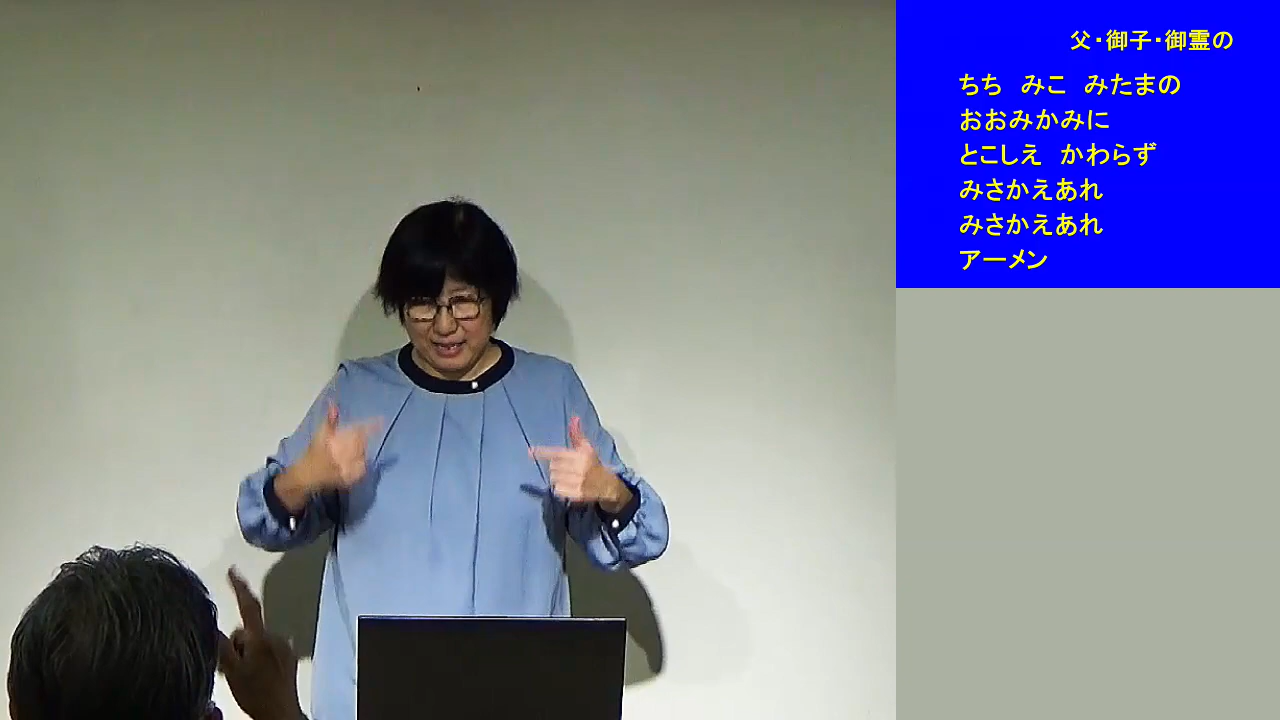 父・御子・御霊の
ちち　みこ　みたまの
おおみかみに
とこしえ　かわらず
みさかえあれ
みさかえあれ
アーメン